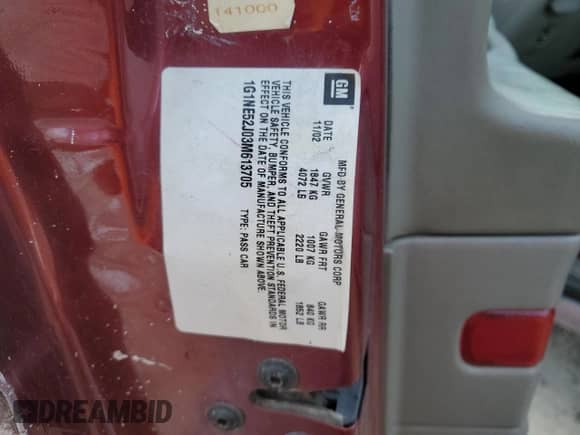 141000
GM
MFD BY GENERAL MOTORS CORP
DATE GVWR GAWR FRT GAWR RR
11/02 1847 KG 1007 KG 840 KG
4072 LB 2220 LB 1852 LB
THIS VEHICLE CONFORMS TO ALL APPLICABLE U.S. FEDERAL MOTOR
VEHICLE SAFETY, BUMPER, AND THEFT PREVENTION STANDARDS IN
EFFECT ON THE DATE OF MANUFACTURE SHOWN ABOVE.
1G1NE52J03M613705 TYPE: PASS CAR
DREAMBID